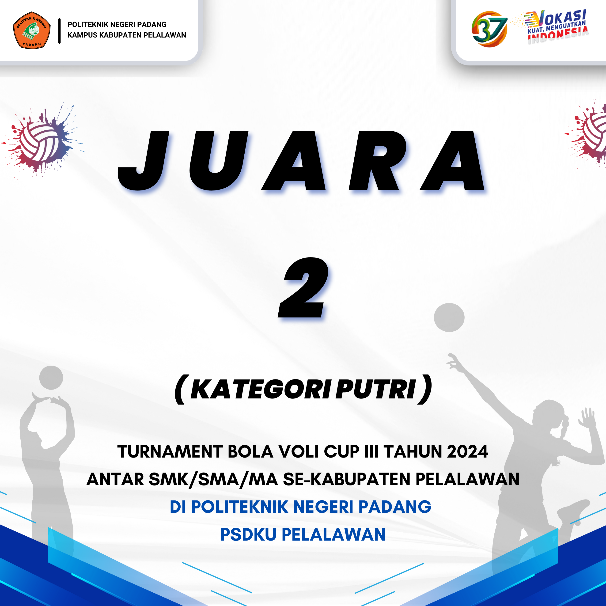 POLITEKNIK NEGERI PADANG
KAMPUS KABUPATEN PELALAWAN
37
VOKASI
KUAT, MENGUATKAN
INDONESIA
JUARA
2
( KATEGORI PUTRI )
TURNAMENT BOLA VOLI CUP III TAHUN 2024
ANTAR SMK/SMA/MA SE-KABUPATEN PELALAWAN
DI POLITEKNIK NEGERI PADANG
PSDKU PELALAWAN